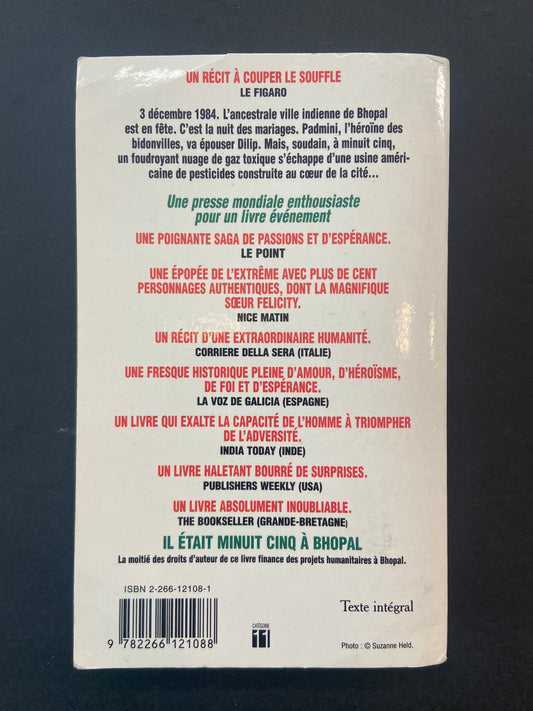 UN RÉCIT À COUPER LE SOUFFLE
LE FIGARO
3 décembre 1984. L'ancestrale ville indienne de Bhopal
est en fête. C'est la nuit des mariages. Padmini, l'héroïne des
bidonvilles, va épouser Dilip. Mais, soudain, à minuit cinq,
un foudroyant nuage de gaz toxique s'échappe d'une usine améri-
caine de pesticides construite au cœur de la cité...
Une presse mondiale enthousiaste
pour un livre événement
UNE POIGNANTE SAGA DE PASSIONS ET D'ESPÉRANCE.
LE POINT
UNE ÉPOPÉE DE L'EXTRÊME AVEC PLUS DE CENT
PERSONNAGES AUTHENTIQUES, DONT LA MAGNIFIQUE
SŒUR FELICITY.
NICE MATIN
UN RÉCIT D'UNE EXTRAORDINAIRE HUMANITÉ.
CORRIERE DELLA SERA (ITALIE)
UNE FRESQUE HISTORIQUE PLEINE D'AMOUR, D'HÉROÏSME,
DE FOI ET D'ESPÉRANCE.
LA VOZ DE GALICIA (ESPAGNE)
UN LIVRE QUI EXALTE LA CAPACITÉ DE L'HOMME À TRIOMPHER
DE L'ADVERSITÉ.
INDIA TODAY (INDE)
UN LIVRE HALETANT BOURRÉ DE SURPRISES.
PUBLISHERS WEEKLY (USA)
UN LIVRE ABSOLUMENT INOUBLIABLE.
THE BOOKSELLER (GRANDE-BRETAGNE)
IL ÉTAIT MINUIT CINQ À BHOPAL
La moitié des droits d'auteur de ce livre finance des projets humanitaires à Bhopal.
ISBN 2-266-12108-1
9 782266 121088
CATÉGORIE
Texte intégral
Photo : © Suzanne Held.